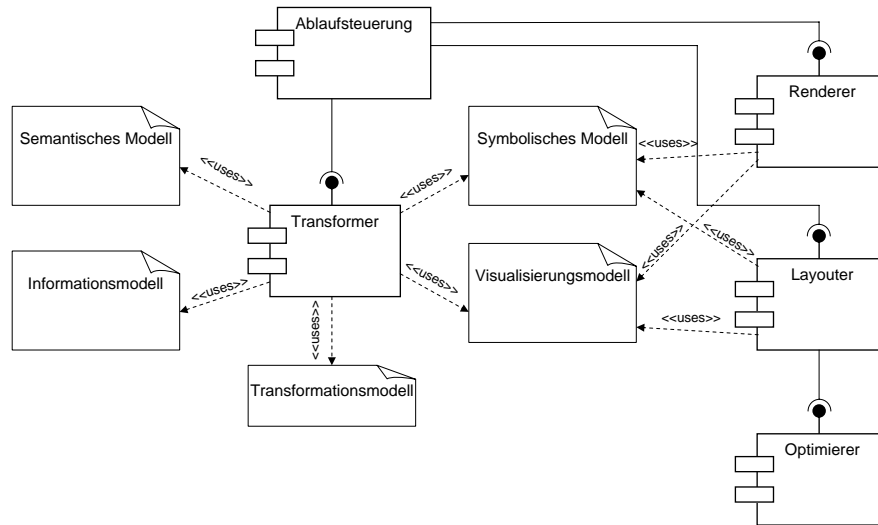 Ablaufsteuerung
Renderer
Semantisches Modell
Symbolisches Modell
<<uses>>
<<uses>>
<<uses>>
Transformer
<<uses>>
<<uses>>
Informationsmodell
<<uses>>
<<uses>>
Visualisierungsmodell
Layouter
<<uses>>
<<uses>>
<<uses>>
Transformationsmodell
Optimierer